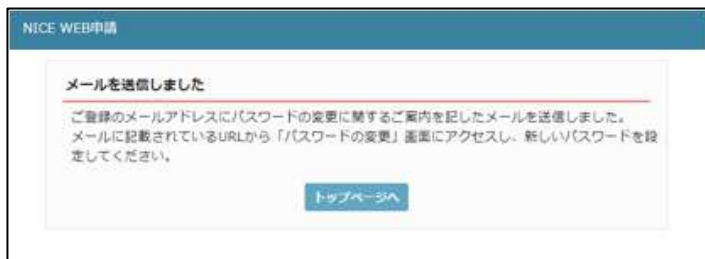 NICE WEB申請
メールを送信しました
ご登録のメールアドレスにパスワードの変更に関するご案内を記したメールを送信しました。
メールに記載されているURLから「パスワードの変更」画面にアクセスし、新しいパスワードを設
定してください。
トップページへ